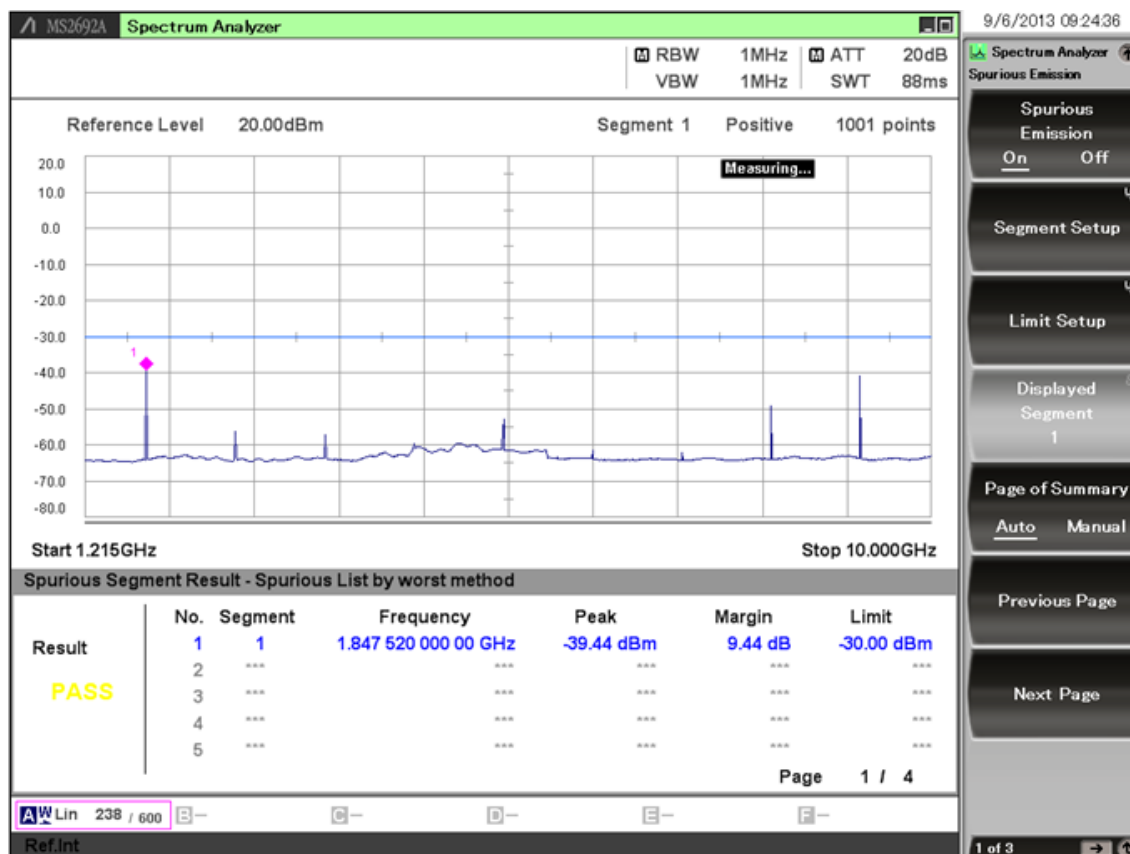 MS2692A Spectrum Analyzer
9/6/2013 09:24:36
M RBW 1MHz M ATT 20dB
VBW 1MHz SWT 88ms
Reference Level 20.00dBm Segment 1 Positive 1001 points
Measuring...
20.0
10.0
0.0
-10.0
-20.0
-30.0
-40.0
-50.0
-60.0
-70.0
-80.0
1
Start 1.215GHz Stop 10.000GHz
Spurious Segment Result - Spurious List by worst method
Result
PASS
No. Segment Frequency Peak Margin Limit
1 1 1.847 520 000 00 GHz -39.44 dBm 9.44 dB -30.00 dBm
2 *** *** *** *** ***
3 *** *** *** *** ***
4 *** *** *** *** ***
5 *** *** *** *** ***
Page 1 / 4
A W Lin 238 / 600 B -- C -- D -- E -- F --
Ref.Int
Spectrum Analyzer
Spurious Emission
Spurious
Emission
On Off
Segment Setup
Limit Setup
Displayed
Segment
1
Page of Summary
Auto Manual
Previous Page
Next Page
1 of 3